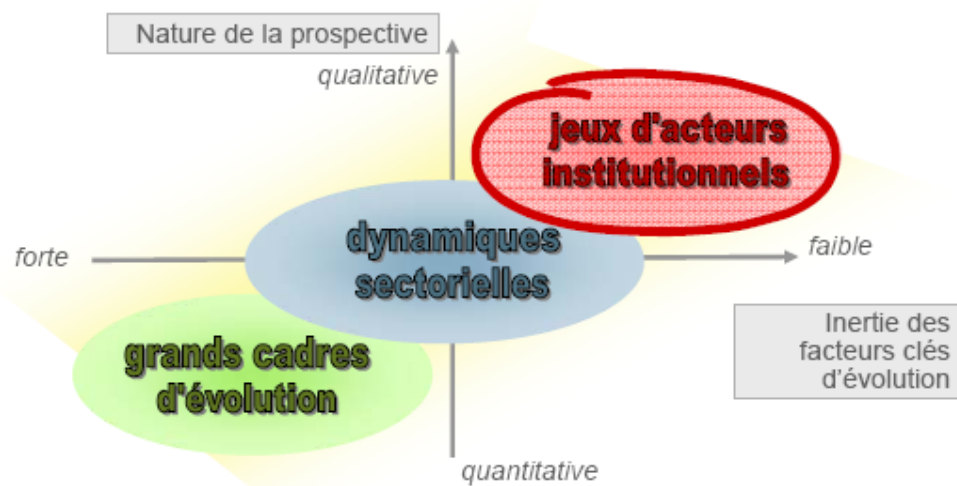 Nature de la prospective
qualitative
jeux d'acteurs
institutionnels
dynamiques
sectorielles
forte
faible
grands cadres
d'évolution
Inertie des
facteurs clés
d’évolution
quantitative